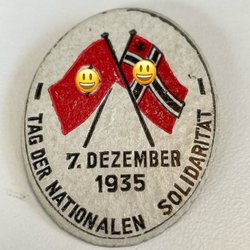 7. DEZEMBER
1935
– TAG DER NATIONALEN SOLIDARITÄT –